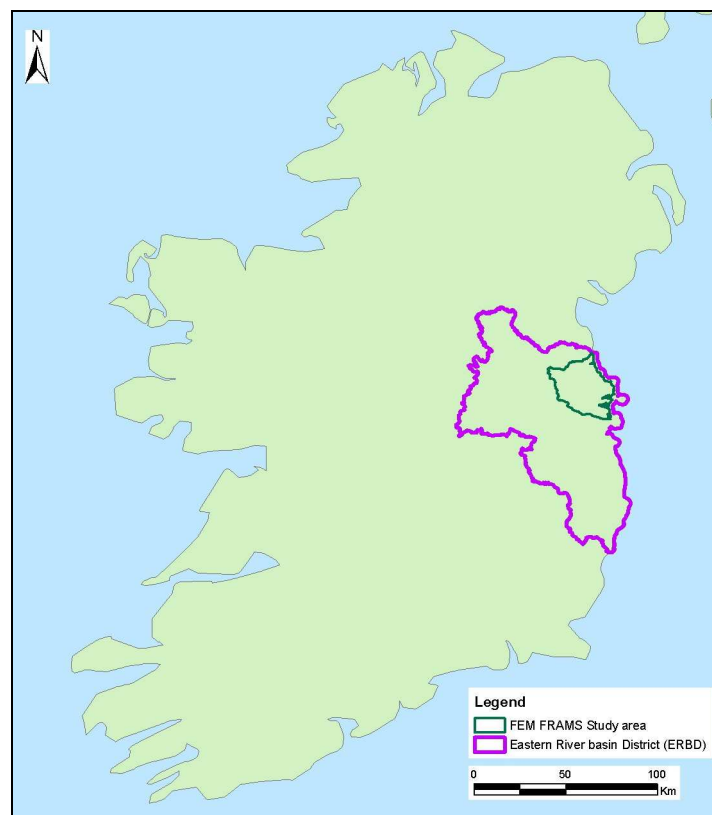 N
Legend
FEM FRAMS Study area
Eastern River basin District (ERBD)
0 50 100
Km